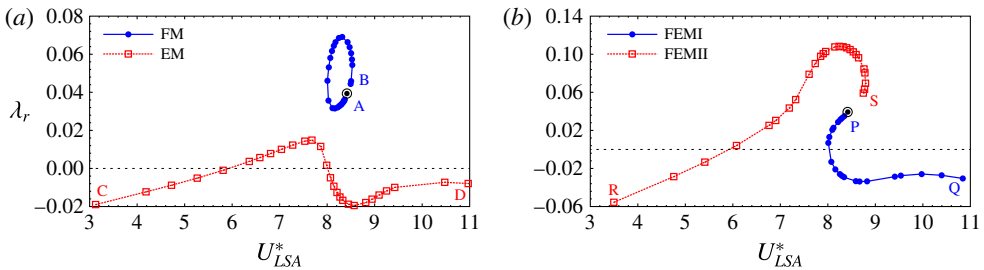 (a) (b)
FM
EM
λr
0.08
0.06
0.04
0.02
0.00
−0.02
B
A
C
D
3 4 5 6 7 8 9 10 11
U*LSA
FEMI
FEMII
0.14
0.10
0.06
0.02
−0.02
−0.06
S
P
R
Q
3 4 5 6 7 8 9 10 11
U*LSA